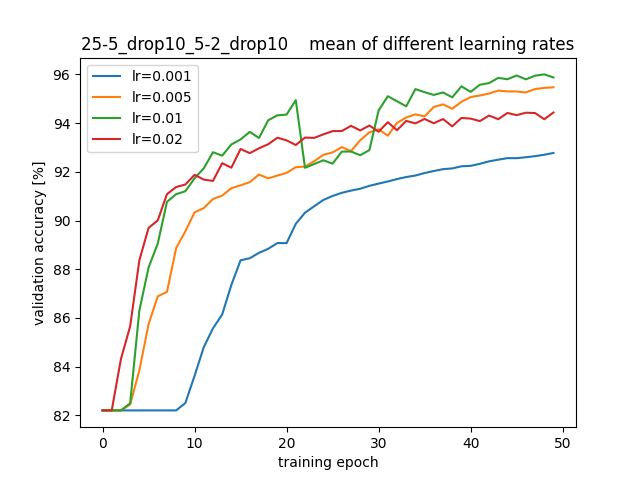 25-5_drop10_5-2_drop10    mean of different learning rates
96
94
92
90
88
86
84
82
validation accuracy [%]
lr=0.001
lr=0.005
lr=0.01
lr=0.02
0 10 20 30 40 50
training epoch